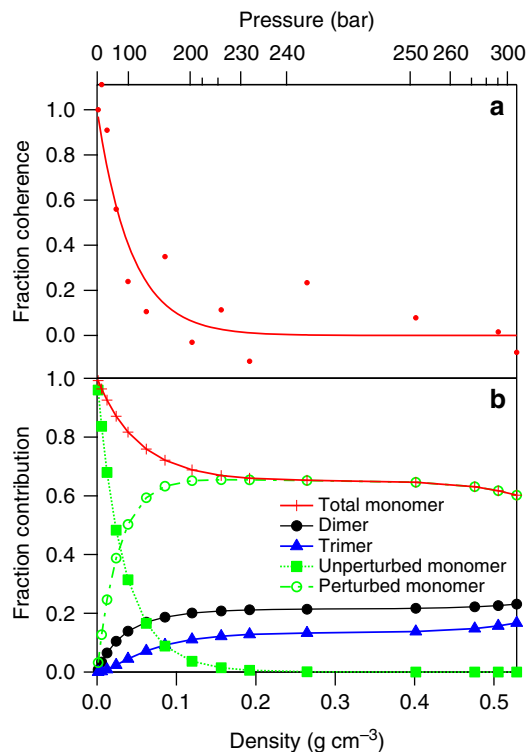 Pressure (bar)
0 100 200 230 240 250 260 300
a
Fraction coherence
1.0
0.8
0.6
0.4
0.2
0.0
b
Fraction contribution
1.0
0.8
0.6
0.4
0.2
0.0
Total monomer
Dimer
Trimer
Unperturbed monomer
Perturbed monomer
0.0 0.1 0.2 0.3 0.4 0.5
Density (g cm⁻³)